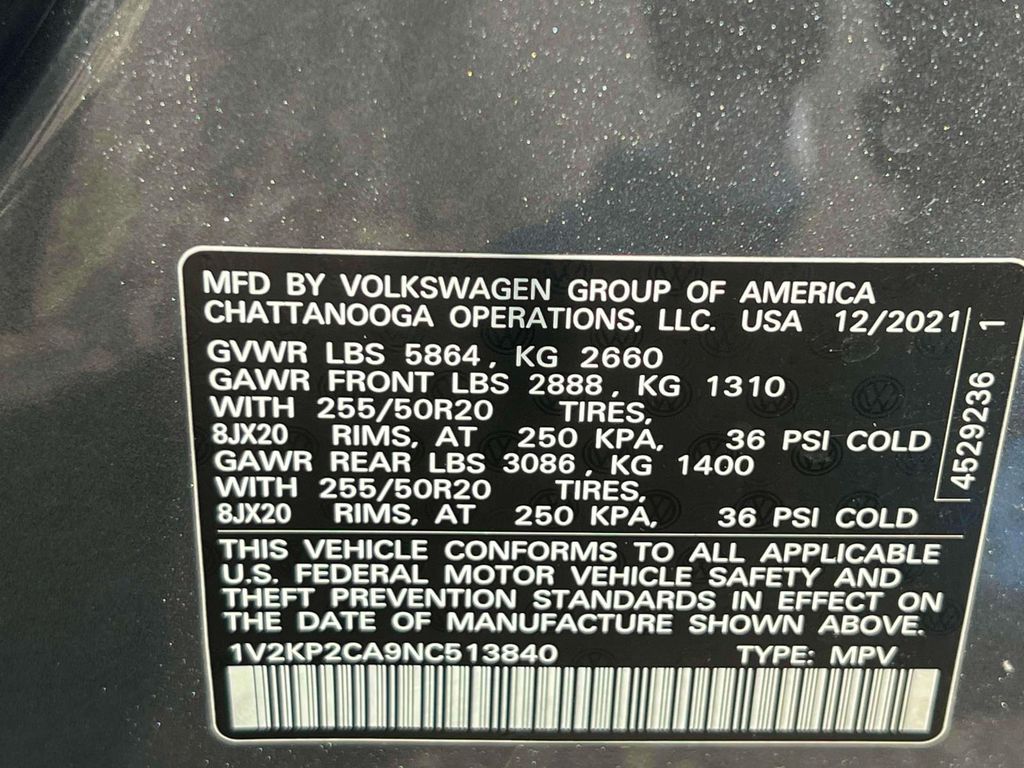 MFD BY VOLKSWAGEN GROUP OF AMERICA
CHATTANOOGA OPERATIONS, LLC. USA 12/2021
GVWR LBS 5864, KG 2660
GAWR FRONT LBS 2888, KG 1310
WITH 255/50R20 TIRES,
8JX20 RIMS, AT 250 KPA, 36 PSI COLD
GAWR REAR LBS 3086, KG 1400
WITH 255/50R20 TIRES,
8JX20 RIMS, AT 250 KPA, 36 PSI COLD
THIS VEHICLE CONFORMS TO ALL APPLICABLE
U.S. FEDERAL MOTOR VEHICLE SAFETY AND
THEFT PREVENTION STANDARDS IN EFFECT ON
THE DATE OF MANUFACTURE SHOWN ABOVE.
1V2KP2CA9NC513840 TYPE: MPV
4529236 1